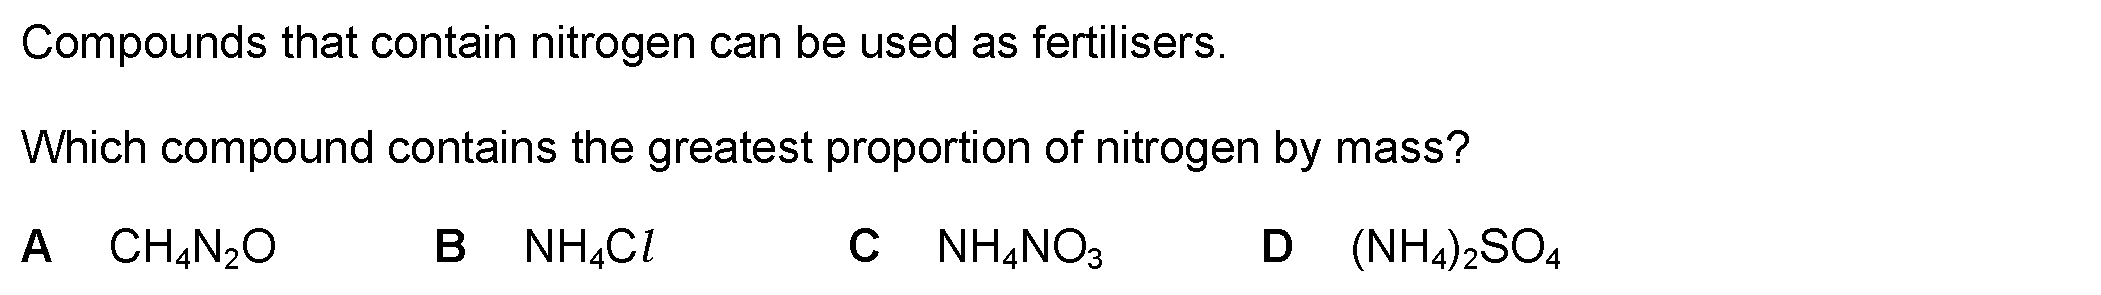 Compounds that contain nitrogen can be used as fertilisers.
Which compound contains the greatest proportion of nitrogen by mass?
A CH₄N₂O B NH₄Cl C NH₄NO₃ D (NH₄)₂SO₄